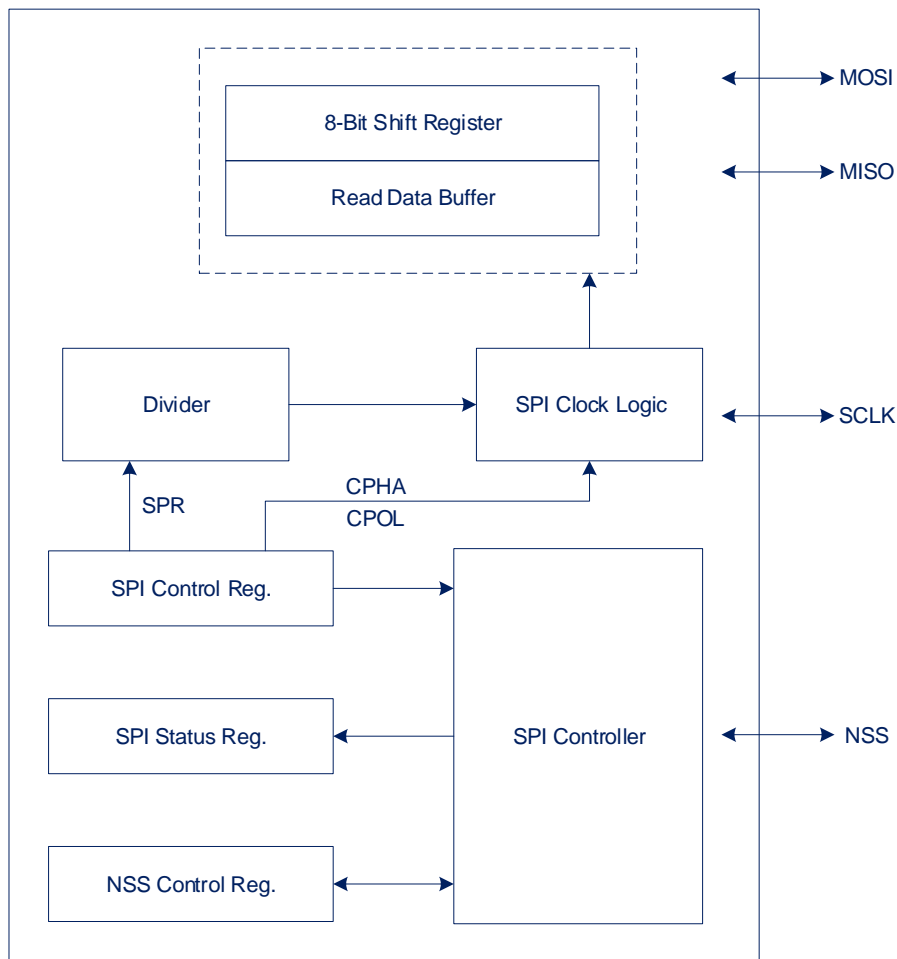 8-Bit Shift Register
Read Data Buffer
MOSI
MISO
Divider
SPI Clock Logic
SCLK
SPR
CPHA
CPOL
SPI Control Reg.
SPI Status Reg.
SPI Controller
NSS
NSS Control Reg.